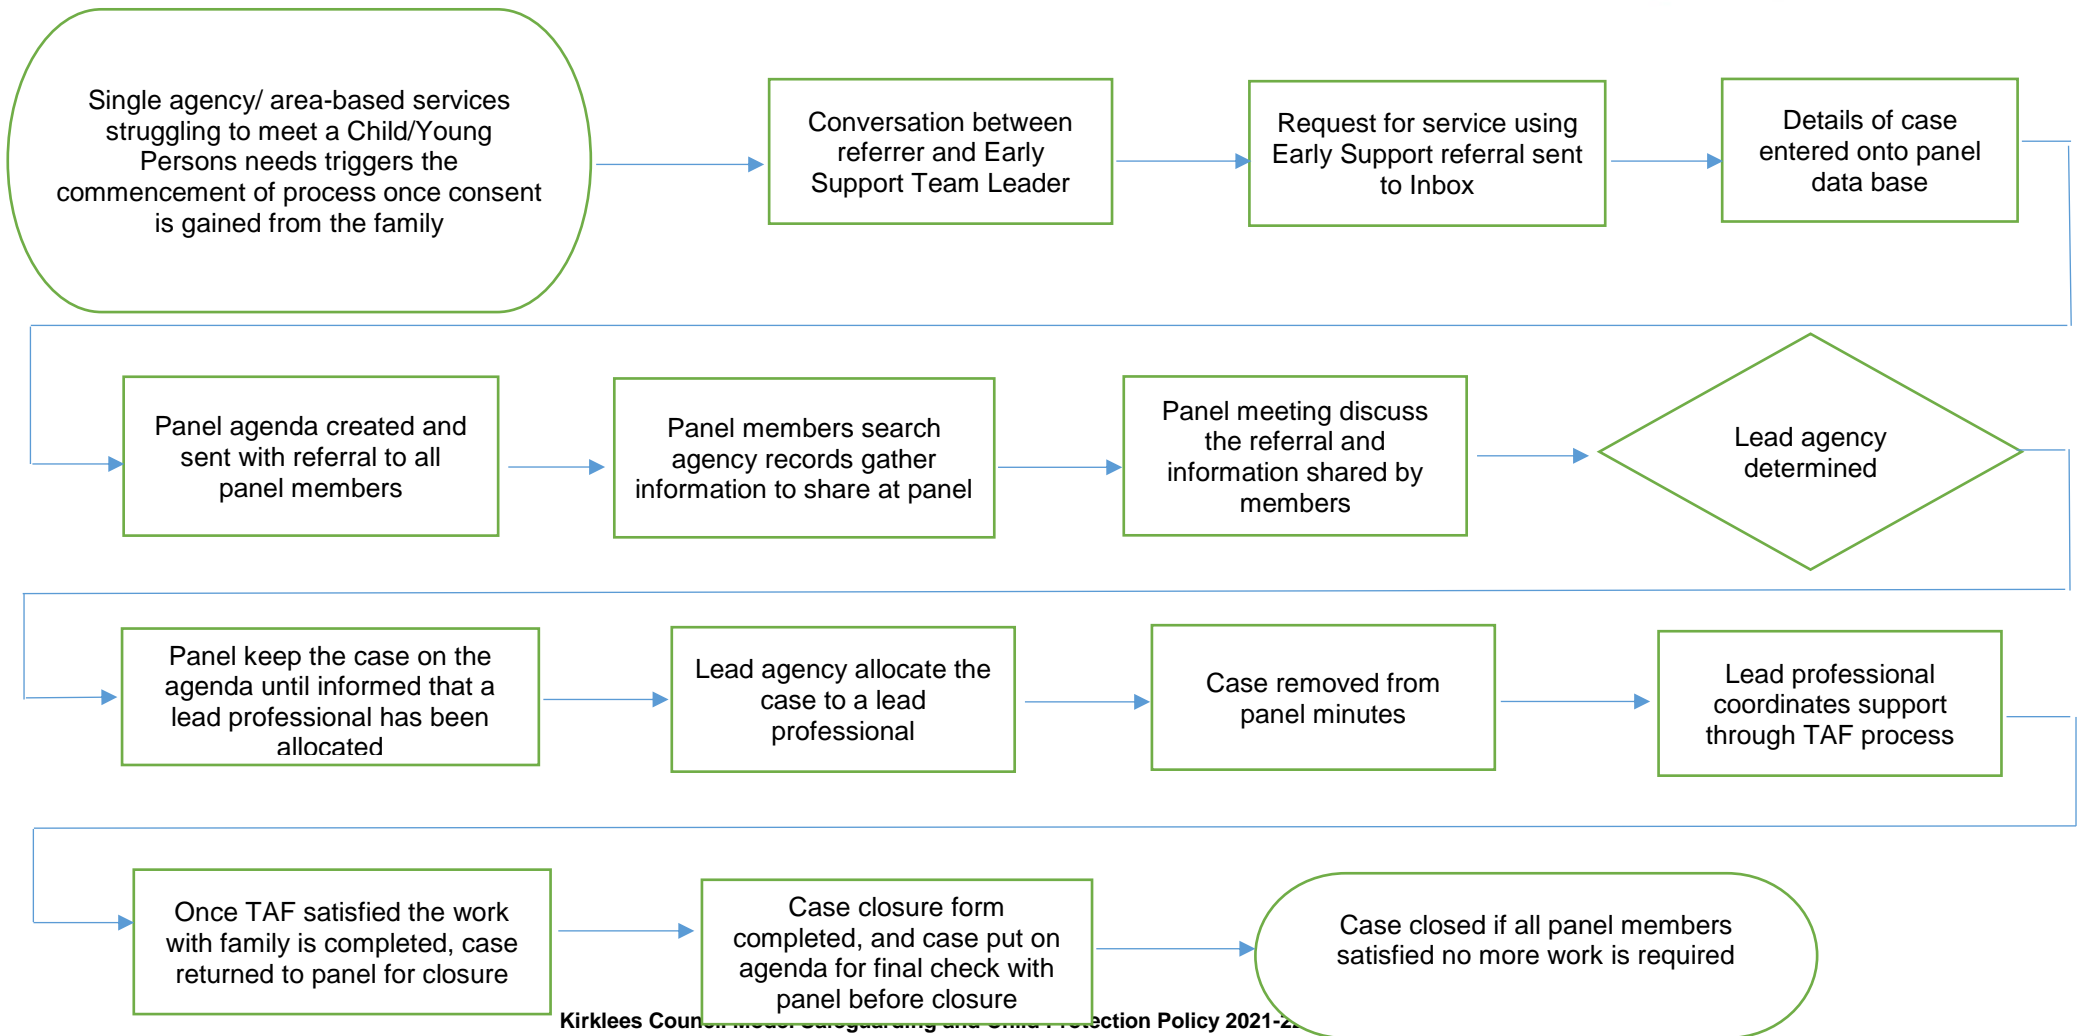 Single agency/ area-based services
struggling to meet a Child/Young
Persons needs triggers the
commencement of process once consent
is gained from the family
Conversation between
referrer and Early
Support Team Leader
Request for service using
Early Support referral sent
to Inbox
Details of case
entered onto panel
data base
Panel agenda created and
sent with referral to all
panel members
Panel members search
agency records gather
information to share at panel
Panel meeting discuss
the referral and
information shared by
members
Lead agency
determined
Panel keep the case on the
agenda until informed that a
lead professional has been
allocated
Lead agency allocate the
case to a lead
professional
Case removed from
panel minutes
Lead professional
coordinates support
through TAF process
Once TAF satisfied the work
with family is completed, case
returned to panel for closure
Case closure form
completed, and case put on
agenda for final check with
panel before closure
Case closed if all panel members
satisfied no more work is required
Kirklees Council Model Safeguarding and Child Protection Policy 2021-22